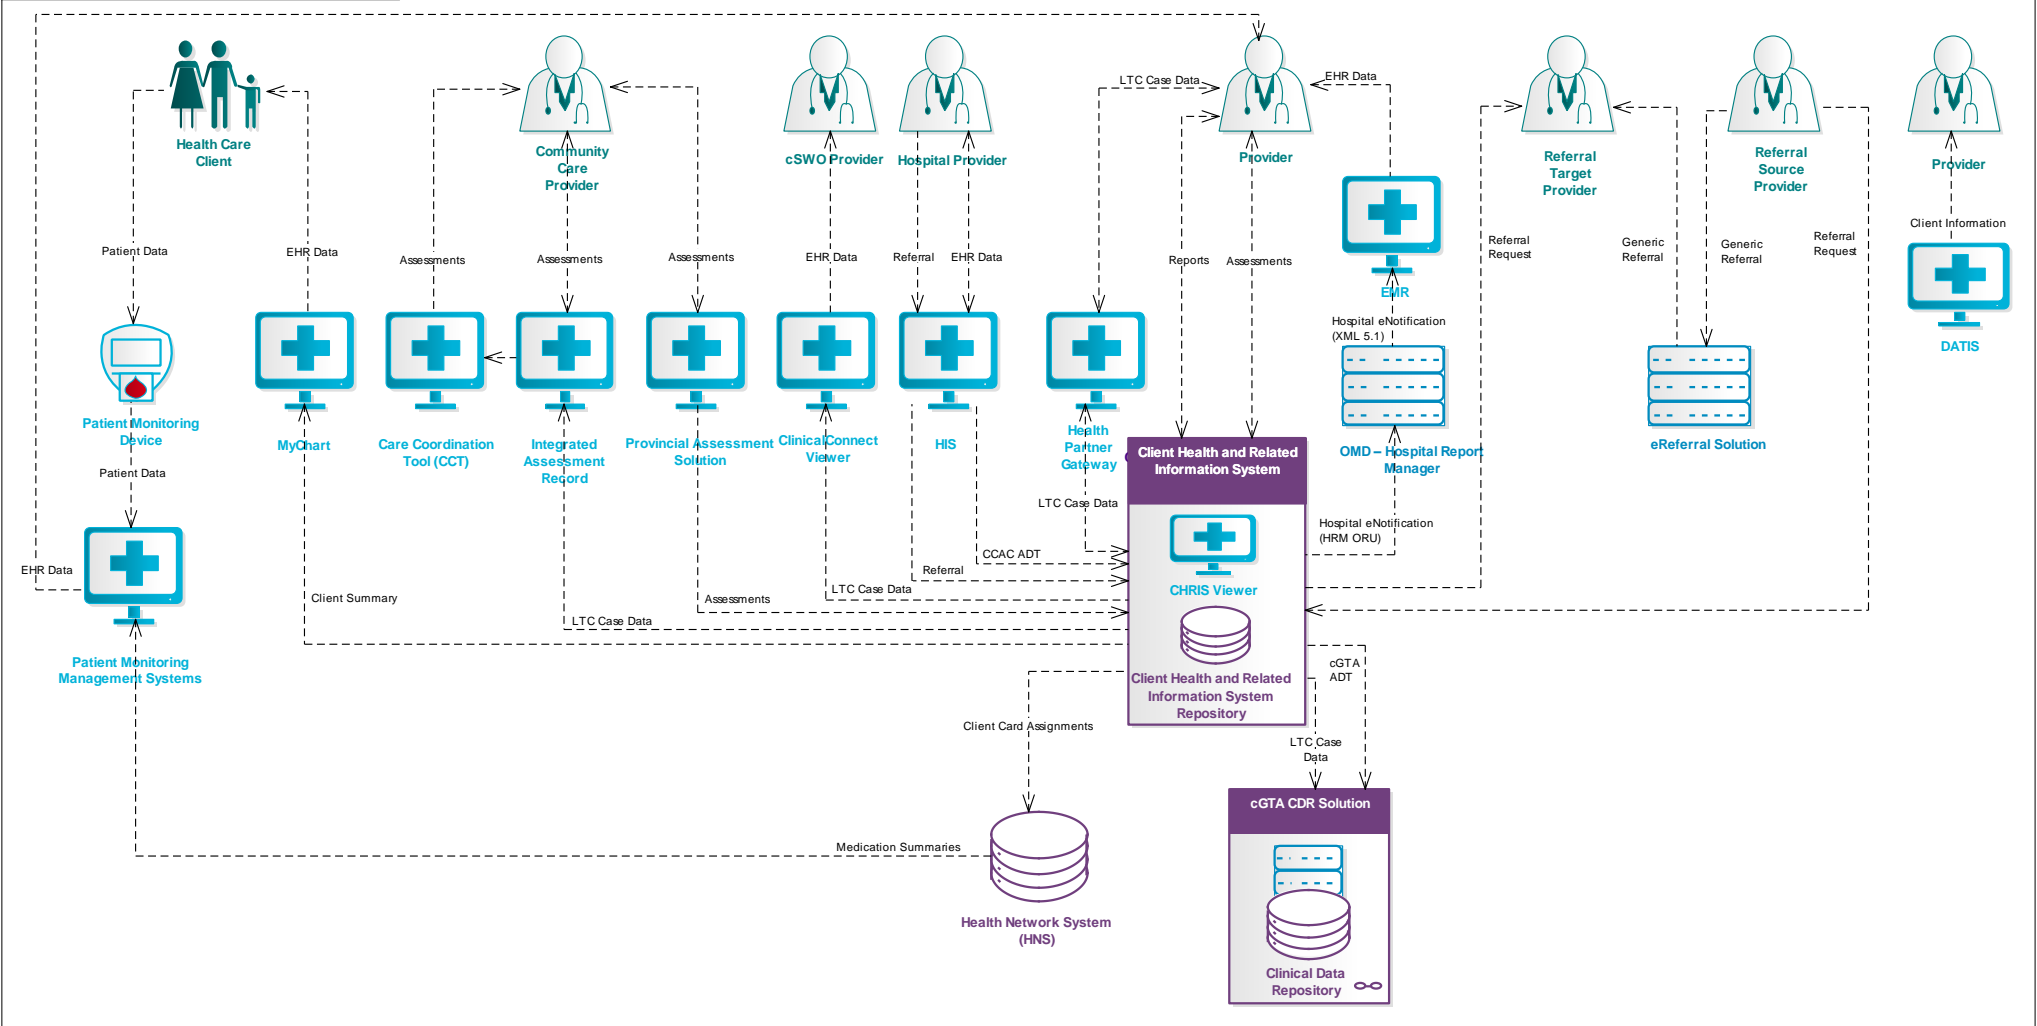 LTC Case Data
EHR Data
Health Care
Client
Community
Care
Provider
cSWO Provider
Hospital Provider
Provider
Referral
Target
Provider
Referral
Source
Provider
Provider
Client Information
Patient Data
EHR Data
Assessments
Assessments
Assessments
EHR Data
Referral
EHR Data
Reports
Assessments
Referral
Request
Generic
Referral
Generic
Referral
Referral
Request
EMR
Hospital eNotification
(XML 5.1)
DATIS
Patient Monitoring
Device
MyChart
Care Coordination
Tool (CCT)
Integrated
Assessment
Record
Provincial Assessment
Solution
ClinicalConnect
Viewer
HIS
Health
Partner
Gateway
Client Health and Related
Information System
OMD – Hospital Report
Manager
eReferral Solution
Patient Data
LTC Case Data
Hospital eNotification
(HRM ORU)
CCAC ADT
EHR Data
Referral
CHRIS Viewer
LTC Case Data
Client Summary
Assessments
LTC Case Data
Patient Monitoring
Management Systems
cGTA
ADT
Client Health and Related
Information System
Repository
Client Card Assignments
LTC Case
Data
cGTA CDR Solution
Medication Summaries
Health Network System
(HNS)
Clinical Data
Repository